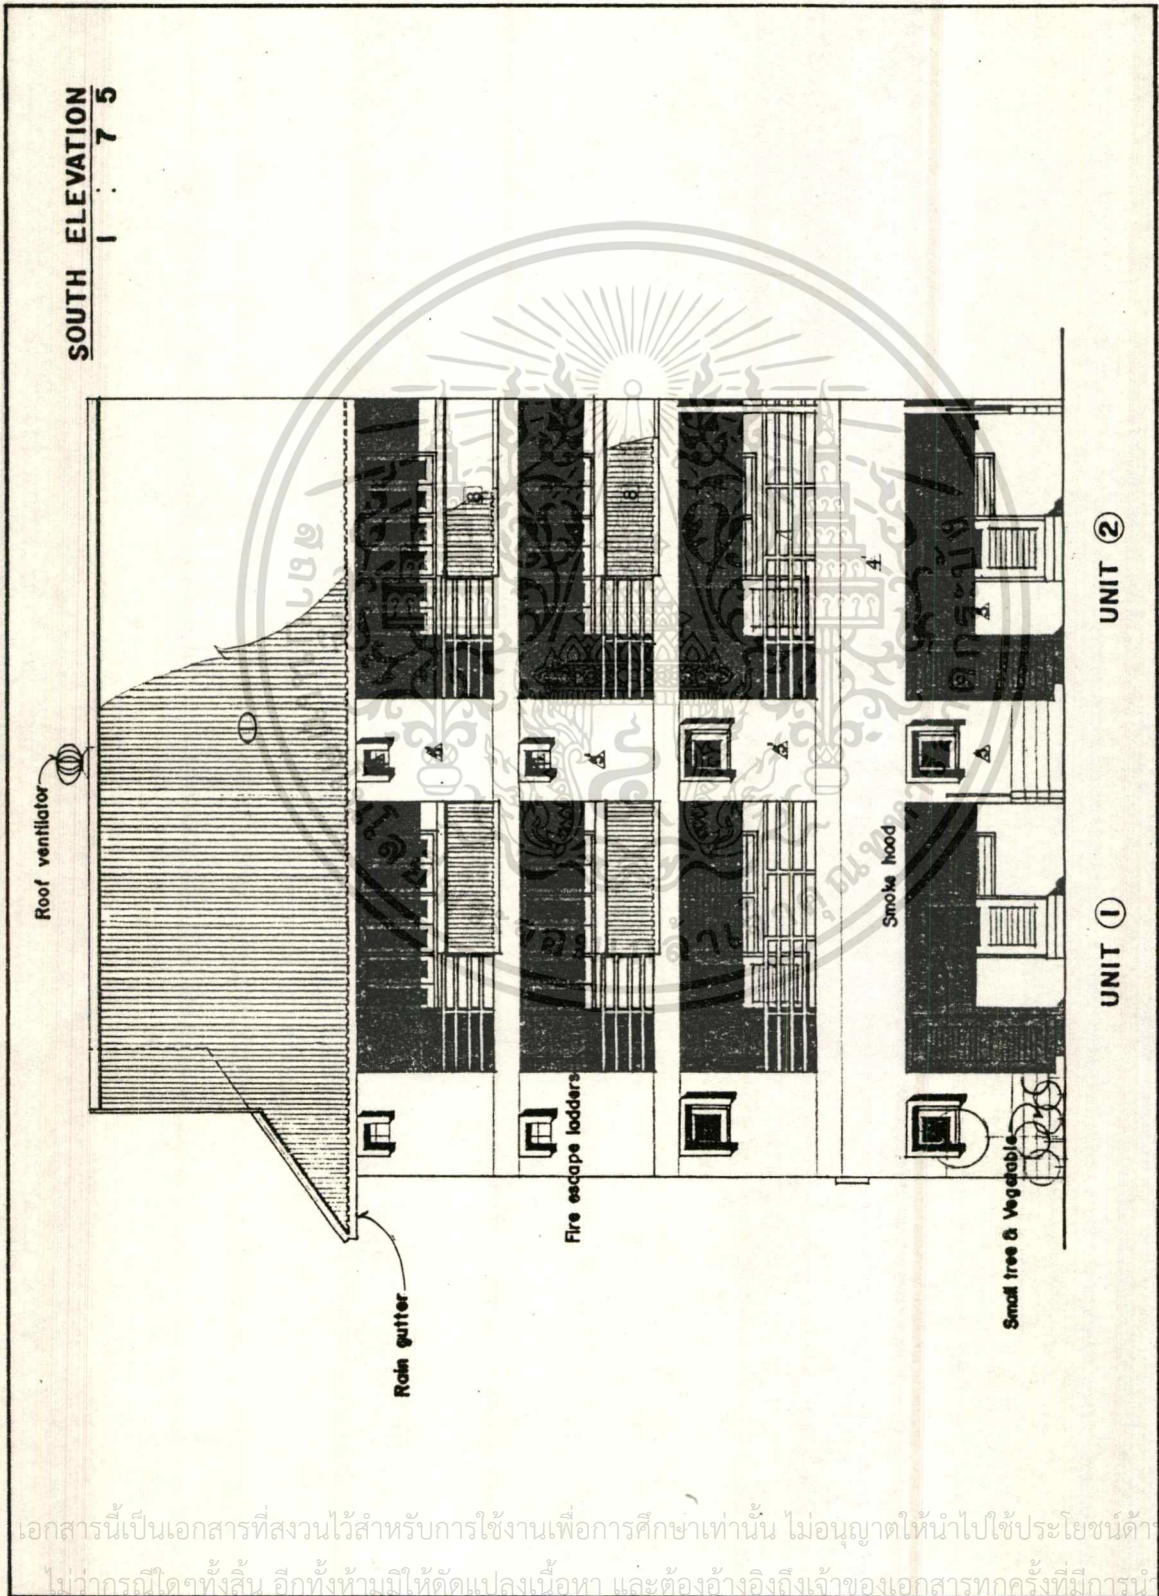 SOUTH ELEVATION
1 : 75
Roof ventilator
1
8
8
4
Rain gutter
Fire escape ladders
Smoke hood
Small tree & Vegetable
UNIT 1
UNIT 2
เอกสารนี้เป็นเอกสารที่สงวนไว้สำหรับการใช้งานเพื่อการศึกษาเท่านั้น ไม่อนุญาตให้นำไปใช้ประโยชน์ด้า
ไม่ว่ากรณีใดๆทั้งสิ้น อีกทั้งห้ามมิให้ดัดแปลงเนื้อหา และต้องอ้างอิงถึงเจ้าของเอกสารทุกครั้งที่มีการนำ